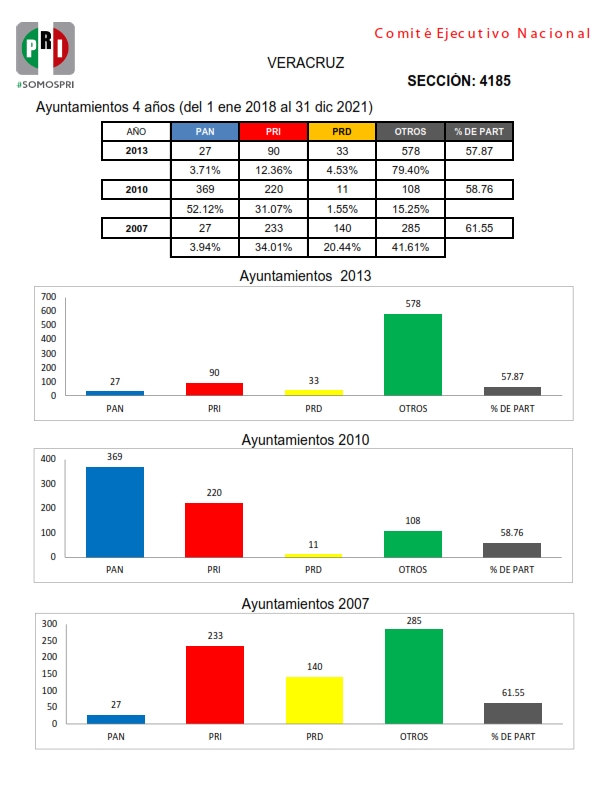 Comité Ejecutivo Nacional
PRI
#SOMOSPRI
VERACRUZ
SECCIÓN: 4185
Ayuntamientos 4 años (del 1 ene 2018 al 31 dic 2021)
AÑO PAN PRI PRD OTROS % DE PART
2013 27 90 33 578 57.87
3.71% 12.36% 4.53% 79.40%
2010 369 220 11 108 58.76
52.12% 31.07% 1.55% 15.25%
2007 27 233 140 285 61.55
3.94% 34.01% 20.44% 41.61%
Ayuntamientos 2013
700
600
500
400
300
200
100
0
27 90 33 578 57.87
PAN PRI PRD OTROS % DE PART
Ayuntamientos 2010
400
300
200
100
0
369 220 11 108 58.76
PAN PRI PRD OTROS % DE PART
Ayuntamientos 2007
300
250
200
150
100
50
0
27 233 140 285 61.55
PAN PRI PRD OTROS % DE PART